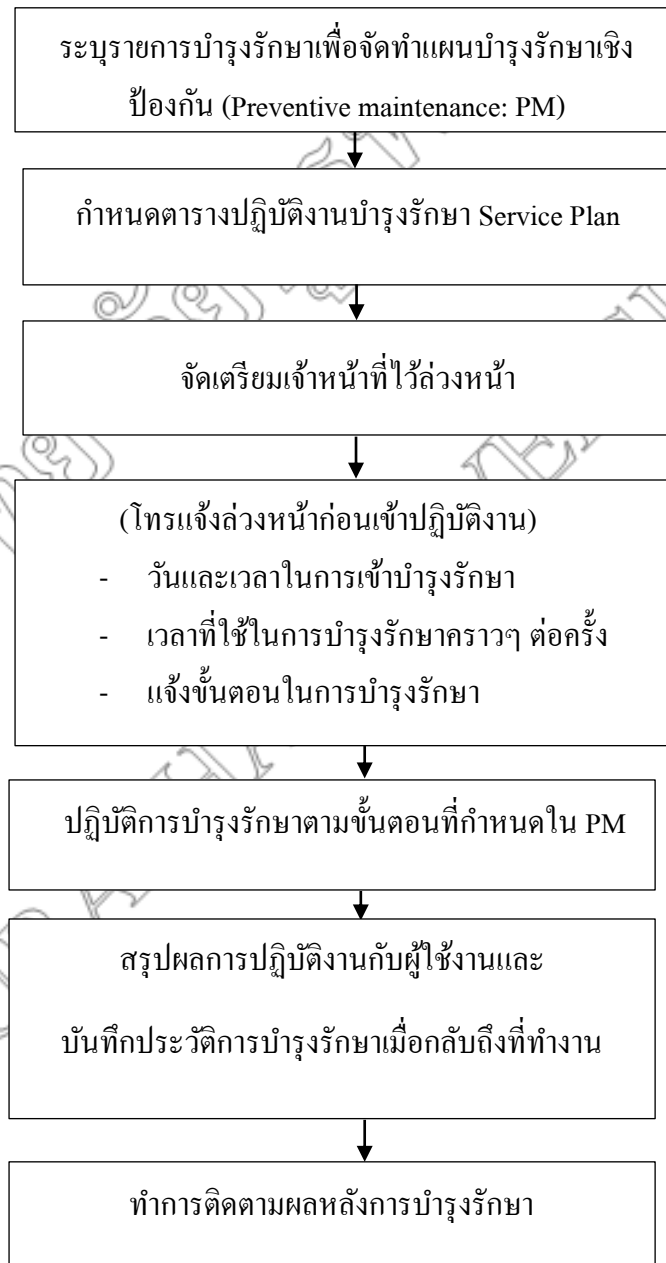 ระบุรายการบำรุงรักษาเพื่อจัดทำแผนบำรุงรักษาเชิง
ป้องกัน (Preventive maintenance: PM)
กำหนดตารางปฏิบัติงานบำรุงรักษา Service Plan
จัดเตรียมเจ้าหน้าที่ไว้ล่วงหน้า
(โทรแจ้งล่วงหน้าก่อนเข้าปฏิบัติงาน)
- วันและเวลาในการเข้าบำรุงรักษา
- เวลาที่ใช้ในการบำรุงรักษาคราวๆ ต่อครั้ง
- แจ้งขั้นตอนในการบำรุงรักษา
ปฏิบัติการบำรุงรักษาตามขั้นตอนที่กำหนดใน PM
สรุปผลการปฏิบัติงานกับผู้ใช้งานและ
บันทึกประวัติการบำรุงรักษาเมื่อกลับถึงที่ทำงาน
ทำการติดตามผลหลังการบำรุงรักษา